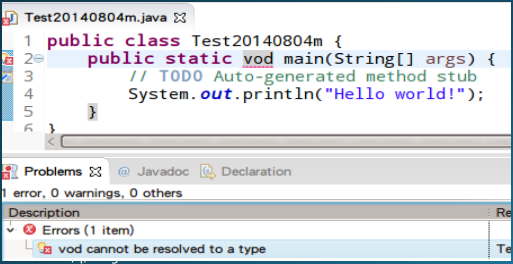 Test20140804m.java
1 public class Test20140804m {
2 public static vod main(String[] args) {
3 // TODO Auto-generated method stub
4 System.out.println("Hello world!");
5 }
6 }
Problems @ Javadoc Declaration
1 error, 0 warnings, 0 others
Description Re
Errors (1 item)
vod cannot be resolved to a type Te